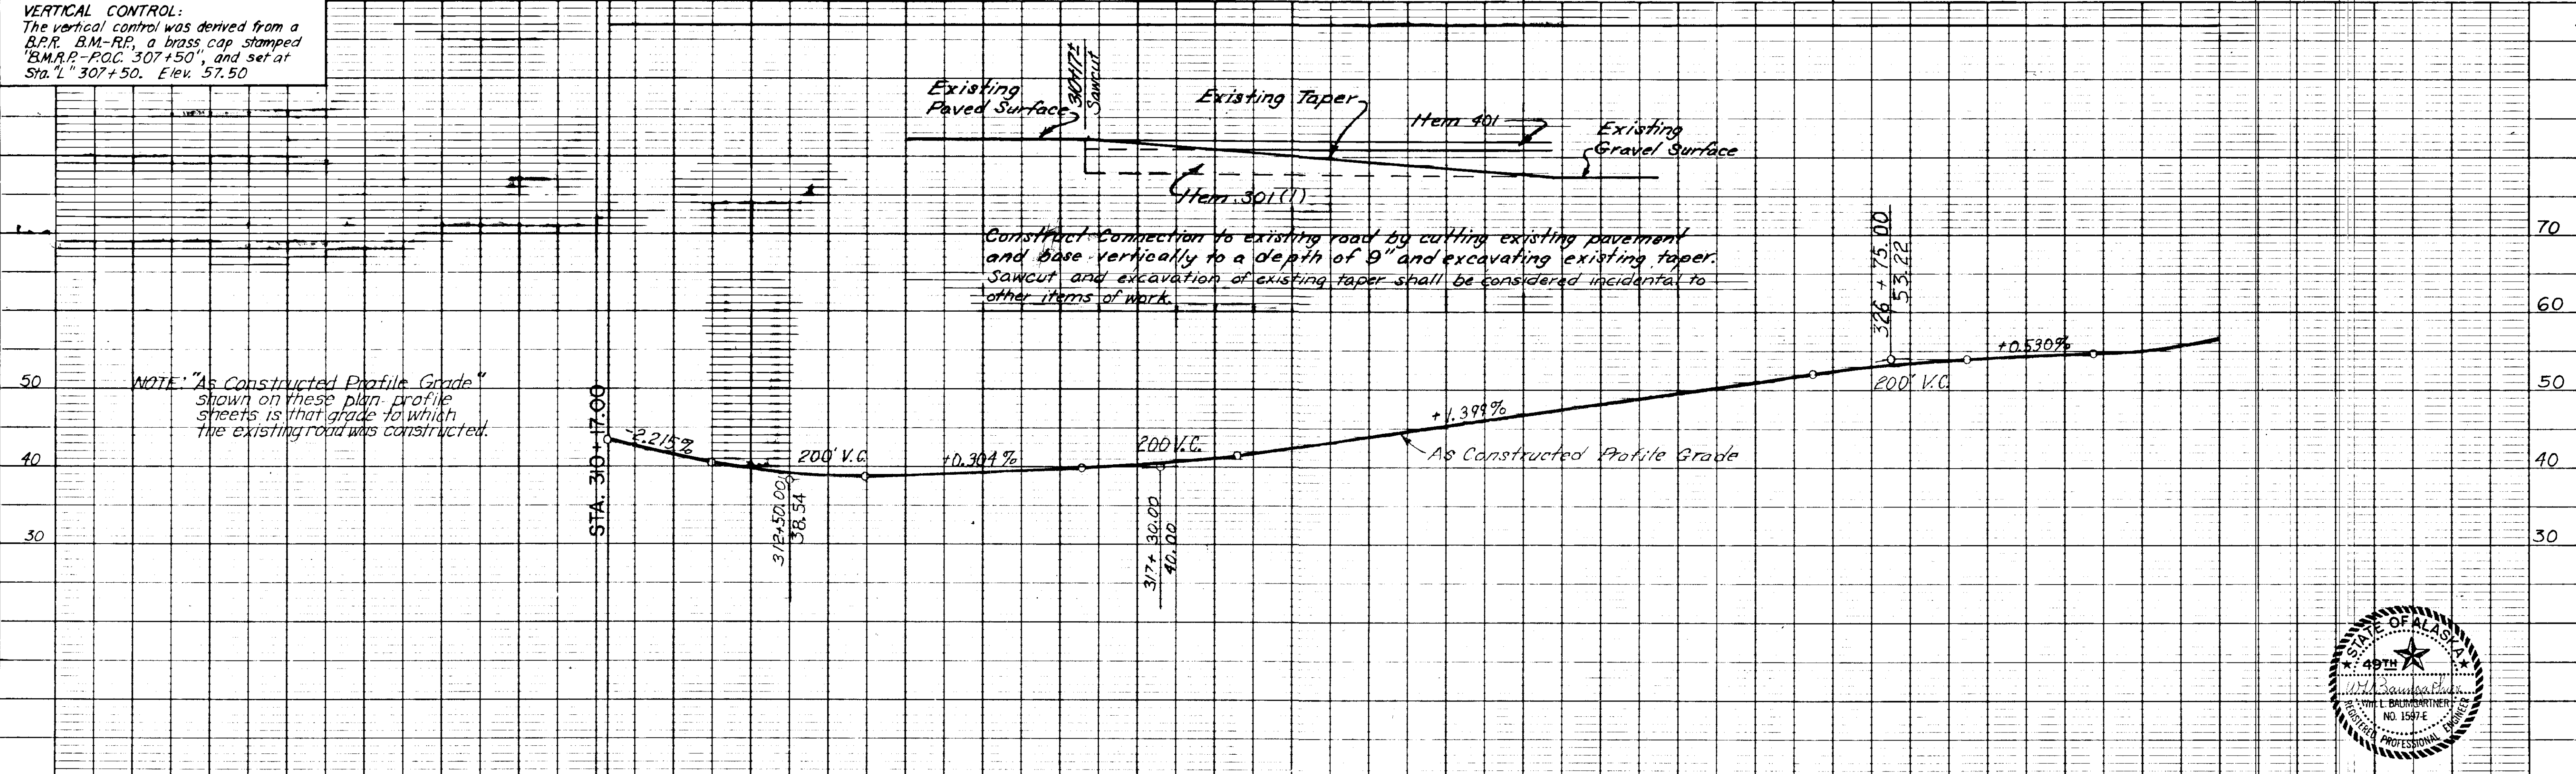 VERTICAL CONTROL:
The vertical control was derived from a
B.P.R. B.M.-R.P., a brass cap stamped
"B.M.R.P.-P.O.C. 307+50", and set at
Sta. "L" 307+50. Elev. 57.50
Existing
Paved Surface
310+17±
Sawcut
Existing Taper
Item 401
Existing
Gravel Surface
Item 301(1)
Construct Connection to existing road by cutting existing pavement
and base vertically to a depth of 9" and excavating existing taper.
Sawcut and excavation of existing taper shall be considered incidental to
other items of work.
70
60
50
40
30
50
40
30
NOTE: "As Constructed Profile Grade"
shown on these plan-profile
sheets is that grade to which
the existing road was constructed.
STA. 310+17.00
-2.215%
200' V.C.
312+50.00
38.54
+0.304%
200' V.C.
317+30.00
40.00
+1.399%
As Constructed Profile Grade
326+75.00
53.22
200' V.C.
+0.530%
STATE OF ALASKA
49TH
Wm. L. BAUMGARTNER
NO. 1597-E
REGISTERED PROFESSIONAL ENGINEER